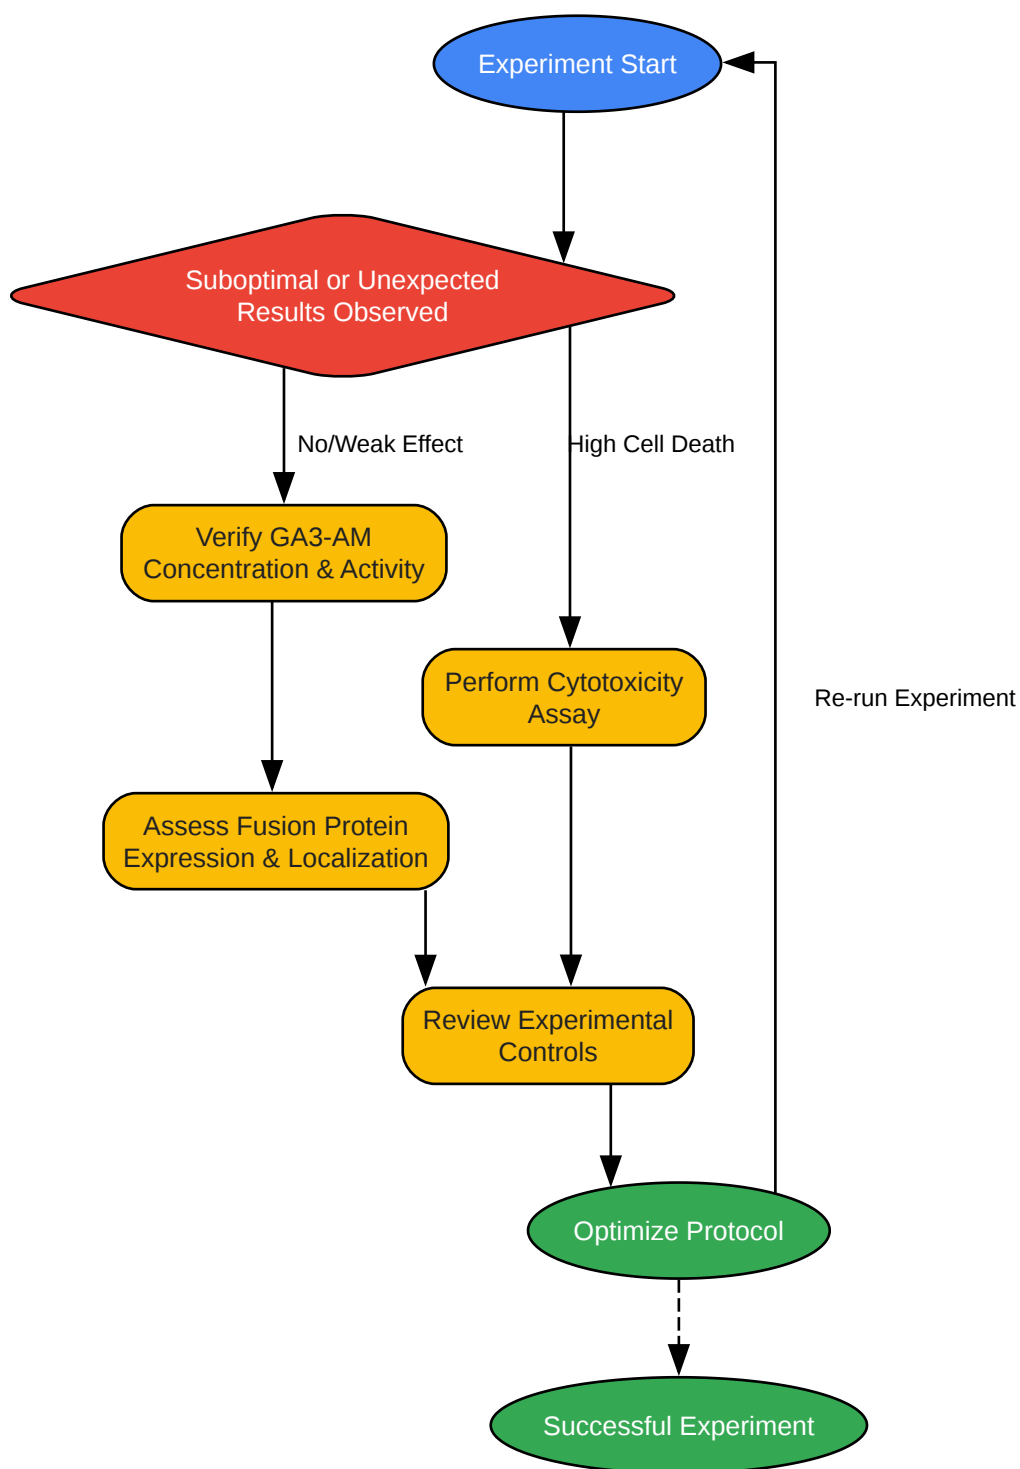 Experiment Start
Suboptimal or Unexpected
Results Observed
No/Weak Effect
High Cell Death
Verify GA3-AM
Concentration & Activity
Perform Cytotoxicity
Assay
Re-run Experiment
Assess Fusion Protein
Expression & Localization
Review Experimental
Controls
Optimize Protocol
Successful Experiment